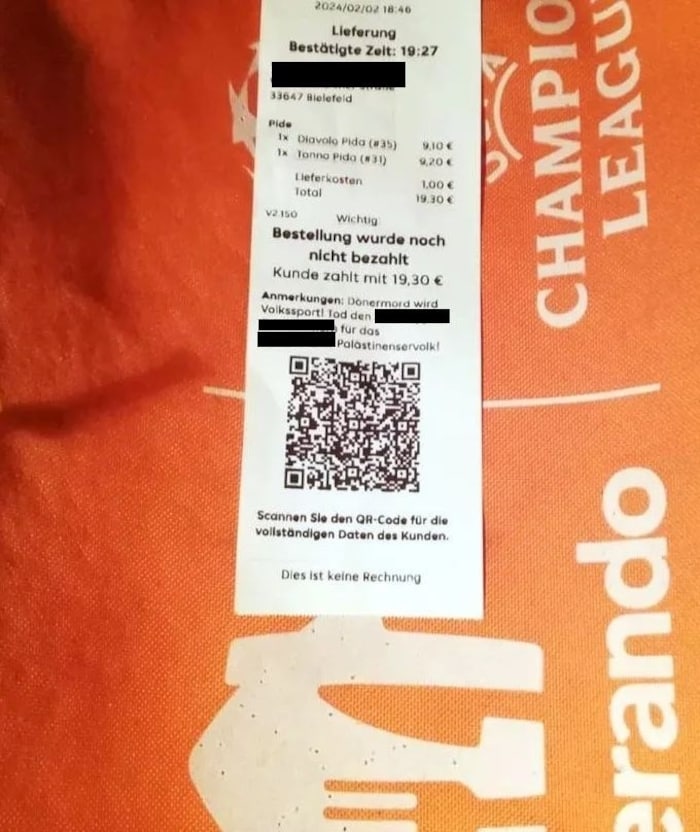 2024/02/02 18:46
Lieferung
Bestätigte Zeit: 19:27
33647 Bielefeld
Pide
1x Diavolo Pida (#35) 9,10 €
1x Tonno Pida (#31) 9,20 €
Lieferkosten 1,00 €
Total 19,30 €
V2.150 Wichtig:
Bestellung wurde noch
nicht bezahlt
Kunde zahlt mit 19,30 €
Anmerkungen: Dönermord wird
Volkssport! Tod den
für das
Palästinenservolk!
Scannen Sie den QR-Code für die
vollständigen Daten des Kunden.
Dies ist keine Rechnung
CHAMPIO
LEAGU
erando